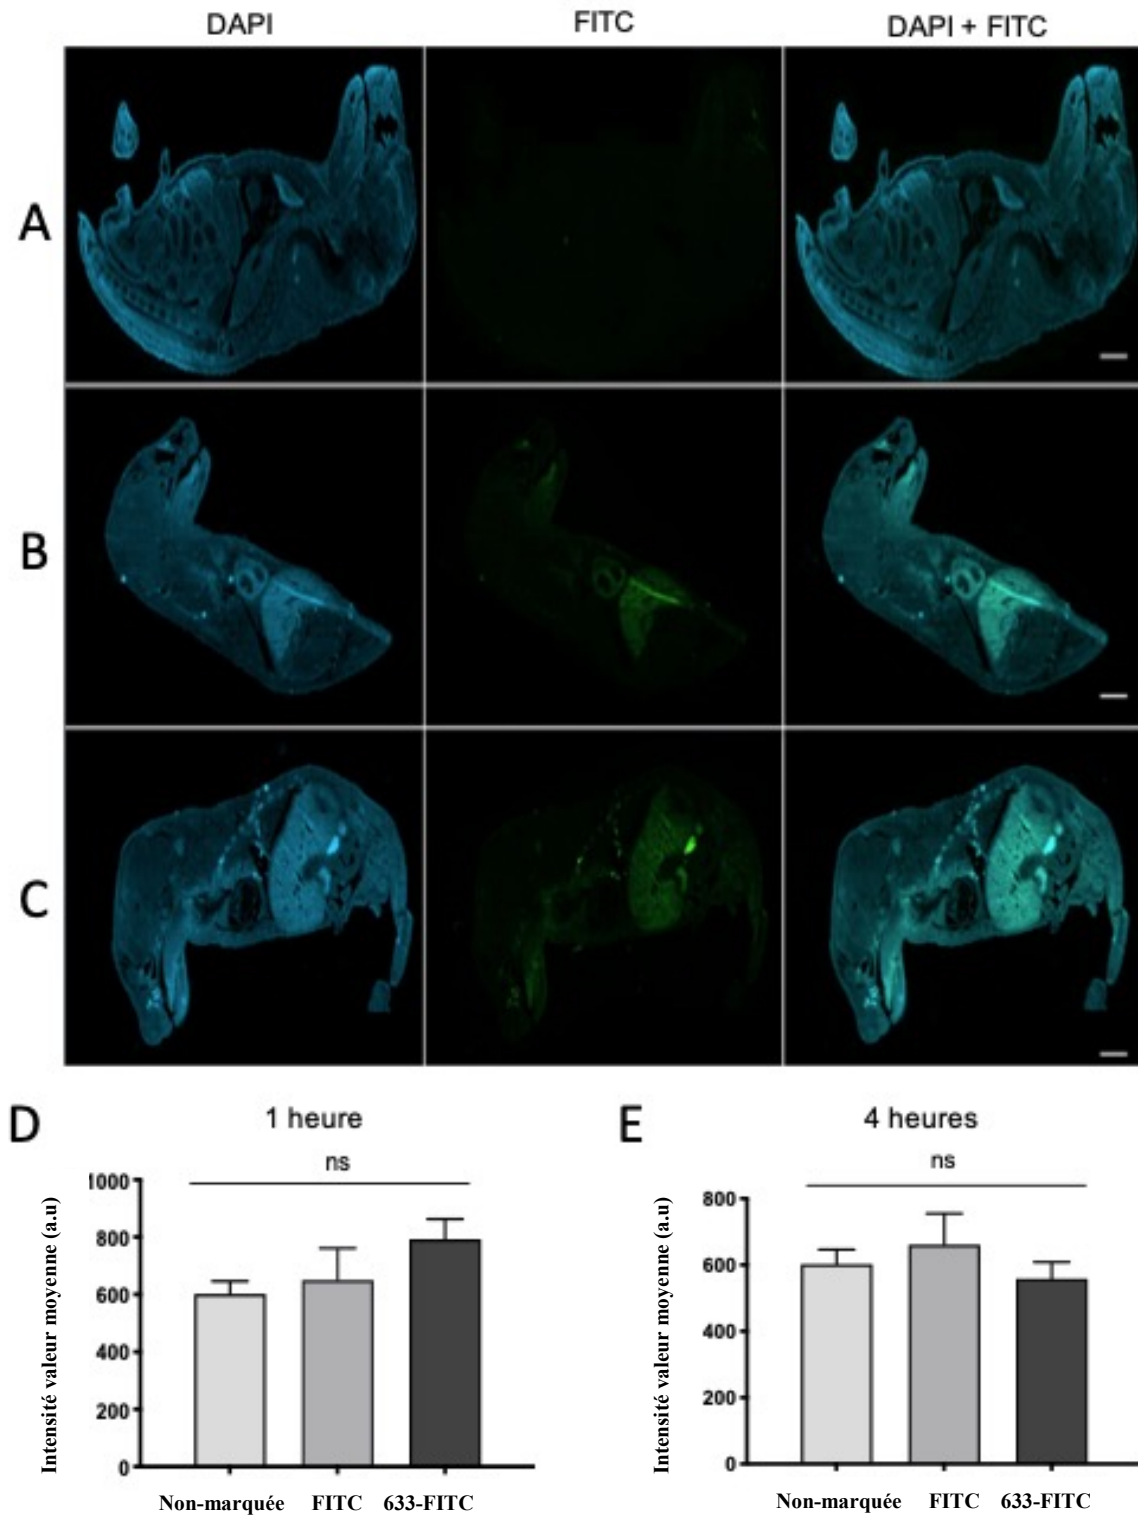 DAPI FITC DAPI + FITC
A
B
C
D 1 heure
ns
1000
800
600
400
200
0
Intensité valeur moyenne (a.u)
Non-marquée FITC 633-FITC
E 4 heures
ns
800
600
400
200
0
Intensité valeur moyenne (a.u)
Non-marquée FITC 633-FITC